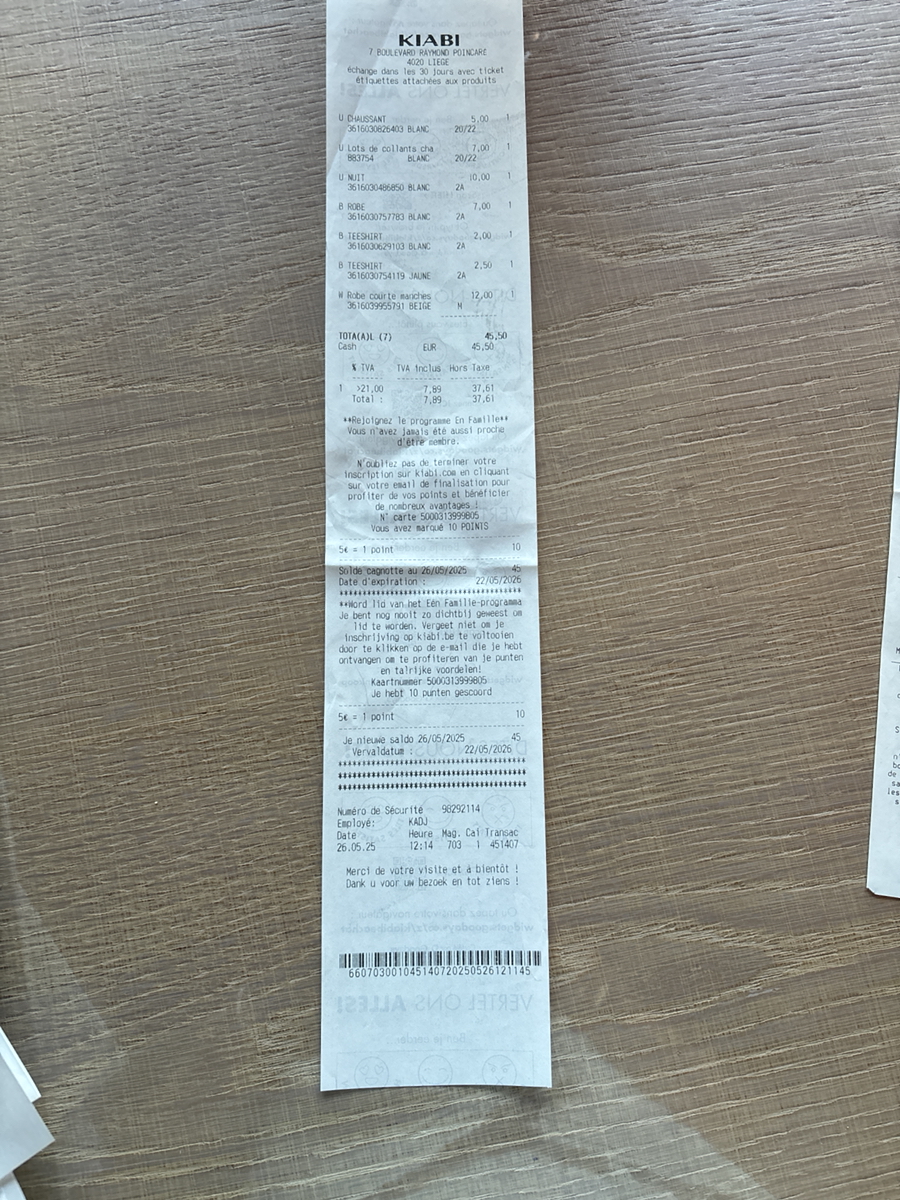 KIABI
7 BOULEVARD RAYMOND POINCARE
4020 LIEGE
échange dans les 30 jours avec ticket
étiquettes attachées aux produits
U CHAUSSANT 5,00 1
3616030826403 BLANC 20/22
U Lots de collants cha 7,00 1
883754 BLANC 20/22
U NUIT 10,00 1
3616030486850 BLANC 2A
B ROBE 7,00 1
3616030757783 BLANC 2A
B TEESHIRT 2,00 1
3616030629103 BLANC 2A
B TEESHIRT 2,50 1
3616030754119 JAUNE 2A
W Robe courte manches 12,00 1
3616039955791 BEIGE M
TOTA(A)L (7) 45,50
Cash EUR 45,50
% TVA TVA Inclus Hors Taxe
1 >21,00 7,89 37,61
Total : 7,89 37,61
**Rejoignez le programme En Famille**
Vous n'avez jamais été aussi proche
d'être membre.
N'oubliez pas de terminer votre
inscription sur kiabi.com en cliquant
sur votre email de finalisation pour
profiter de vos points et bénéficier
de nombreux avantages !
N° carte 5000313999805
Vous avez marqué 10 POINTS
5€ = 1 point 10
Solde cagnotte au 26/05/2025 45
Date d'expiration : 22/05/2026
**Word lid van het Één Familie-programma
Je bent nog nooit zo dichtbij geweest om
lid te worden. Vergeet niet om je
inschrijving op kiabi.be te voltooien
door te klikken op de e-mail die je hebt
ontvangen om te profiteren van je punten
en talrijke voordelen!
Kaartnummer 5000313999805
Je hebt 10 punten gescoord
5€ = 1 point 10
Je nieuwe saldo 26/05/2025 45
Vervaldatum : 22/05/2026
Numéro de Sécurité 98292114
Employé: KADJ
Date Heure Mag. Cai Transac
26.05.25 12:14 703 1 451407
Merci de votre visite et à bientôt !
Dank u voor uw bezoek en tot ziens !
660703001045140720250526121145